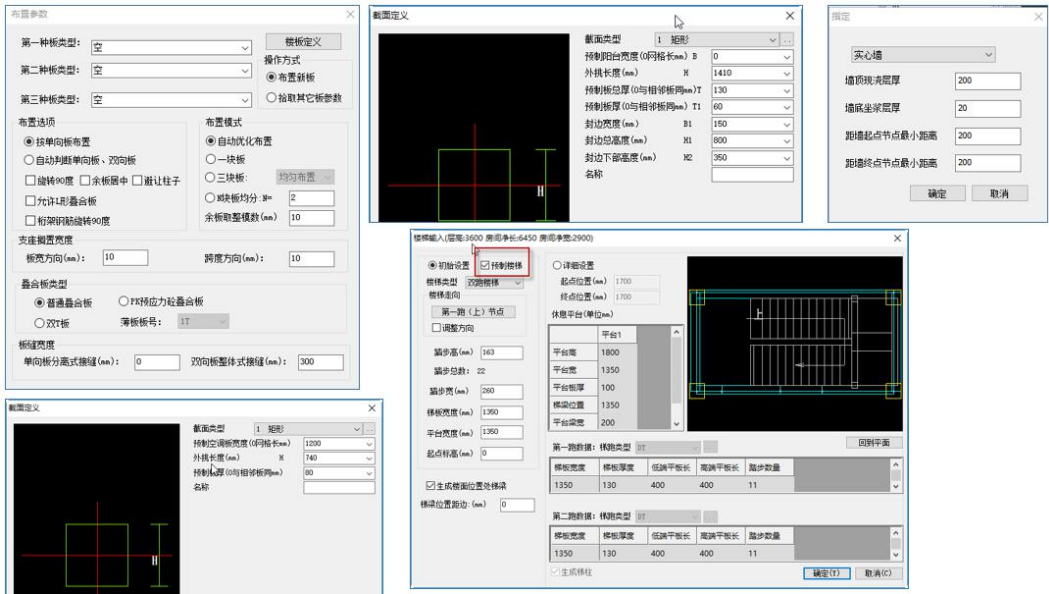 布置参数
第一种板类型: 空
楼板定义
第二种板类型: 空
操作方式
布置新板
第三种板类型: 空
拾取其它板参数
布置选项
布置模式
按单向板布置
自动优化布置
自动判断单向板、双向板
一块板
旋转90度 余板居中 避让柱子
三块板: 均匀布置
允许L形叠合板
N块板均分:N= 2
桁架钢筋旋转90度
余板取整模数(mm) 10
支座搁置宽度
板宽方向(mm): 10
跨度方向(mm): 10
叠合板类型
普通叠合板 PK预应力砼叠合板
双T板 薄板板号: 1T
板缝宽度
单向板分离式接缝(mm): 0 双向板整体式接缝(mm): 300
截面定义
截面类型 1 矩形
预制阳台宽度(0网格长mm) B 0
外挑长度(mm) H 1410
预制板总厚(0与相邻板同mm)T 130
预制板厚(0与相邻板同mm) T1 60
封边宽度(mm) B1 150
封边总高度(mm) H1 800
封边下部高度(mm) H2 350
名称
H
指定
实心墙
墙顶现浇层厚 200
墙底坐浆层厚 20
距墙起点节点最小距离 200
距墙终点节点最小距离 200
确定 取消
楼梯输入(层高:3600 房间净长:6450 房间净宽:2900)
初始设置 预制楼梯
楼梯类型 双跑楼梯
楼梯走向
第一跑(上)节点
调整方向
踏步高(mm) 163
踏步总数: 22
踏步宽(mm) 260
梯板宽度(mm) 1350
平台宽度(mm) 1350
起点标高(mm) 0
生成楼面位置处梯梁
梯梁位置距边:(mm) 0
详细设置
起点位置(mm) 1700
终点位置(mm) 1700
休息平台(单位mm)
平台1
平台高 1800
平台宽 1350
平台板厚 100
梯梁位置 1350
平台梁宽 200
上
回到平面
第一跑数据: 梯跑类型 DT
梯板宽度 梯板厚度 低端平板长 高端平板长 踏步数量
1350 130 400 400 11
第二跑数据: 梯跑类型 DT
梯板宽度 梯板厚度 低端平板长 高端平板长 踏步数量
1350 130 400 400 11
生成梯柱
确定(T) 取消(C)
截面定义
截面类型 1 矩形
预制空调板宽度(0网格长mm) 1200
外挑长度(mm) H 740
预制板厚(0与相邻板同mm) 80
名称
H